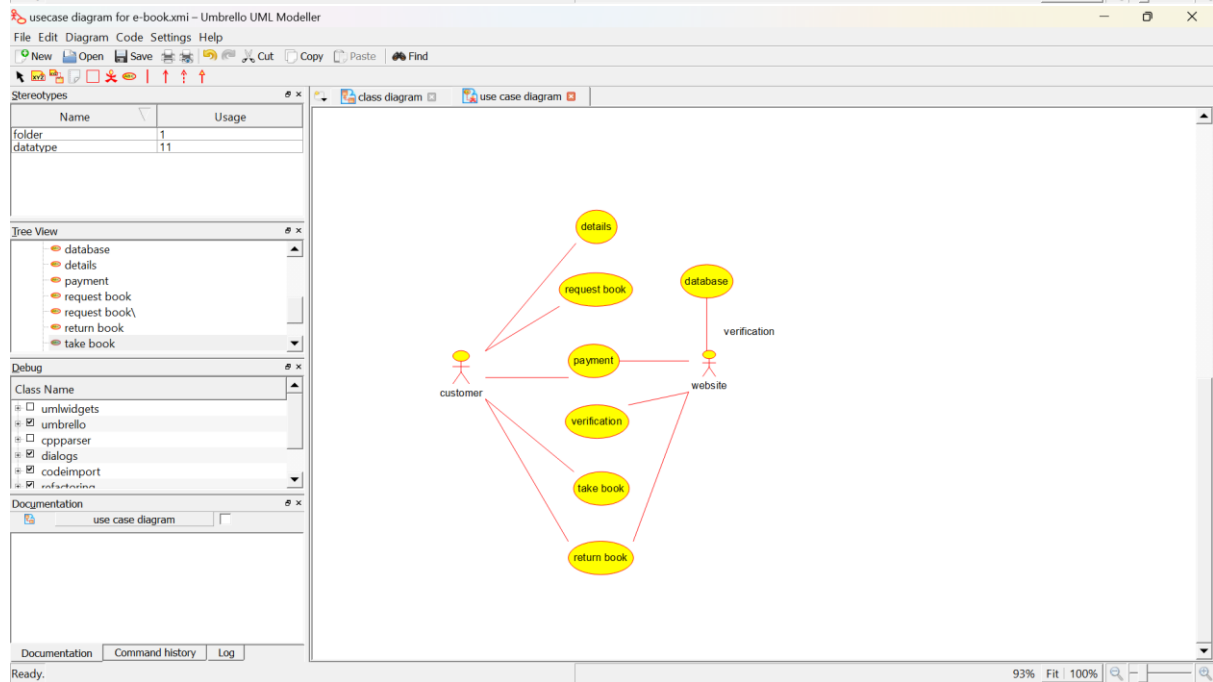 usecase diagram for e-book.xmi – Umbrello UML Modeller
File Edit Diagram Code Settings Help
New Open Save Cut Copy Paste Find
Stereotypes
class diagram
use case diagram
Name Usage
folder 1
datatype 11
Tree View
database
details
payment
request book
request book\
return book
take book
Debug
Class Name
umlwidgets
umbrello
cppparser
dialogs
codeimport
refactoring
Documentation
use case diagram
Documentation Command history Log
details
request book
database
verification
payment
customer
website
verification
take book
return book
Ready.
93% Fit 100%